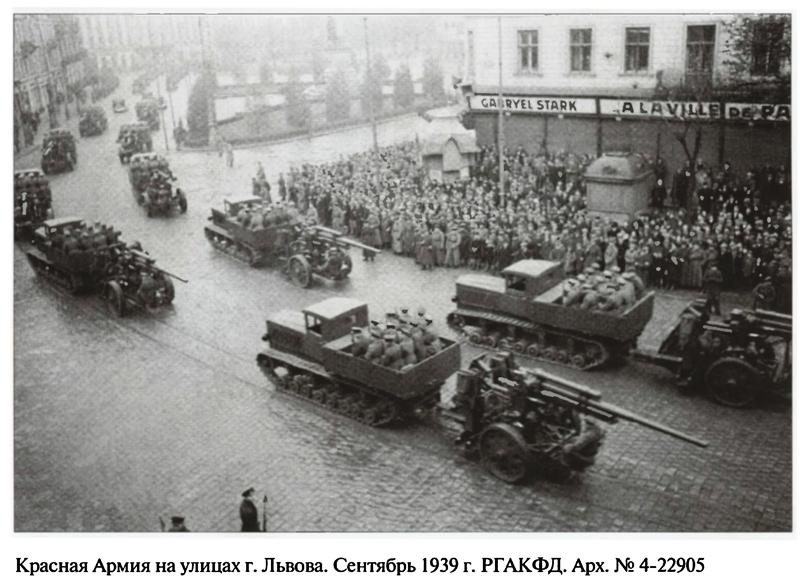 GABRYEL STARK
A LA VILLE DE PA
Красная Армия на улицах г. Львова. Сентябрь 1939 г. РГАКФД. Арх. № 4-22905